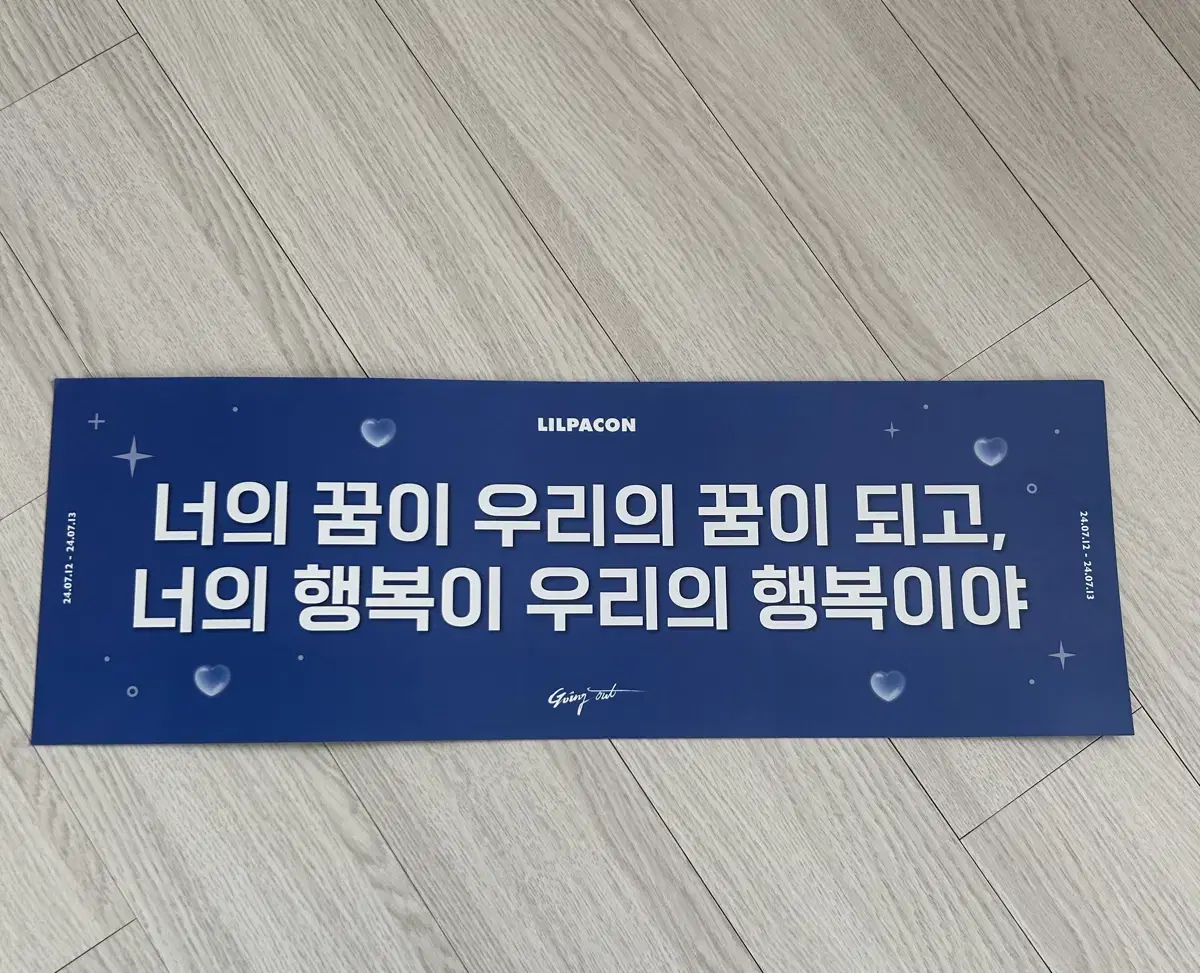 LILPACON
너의 꿈이 우리의 꿈이 되고,
너의 행복이 우리의 행복이야
24.07.12 - 24.07.13
24.07.12 - 24.07.13
Going out